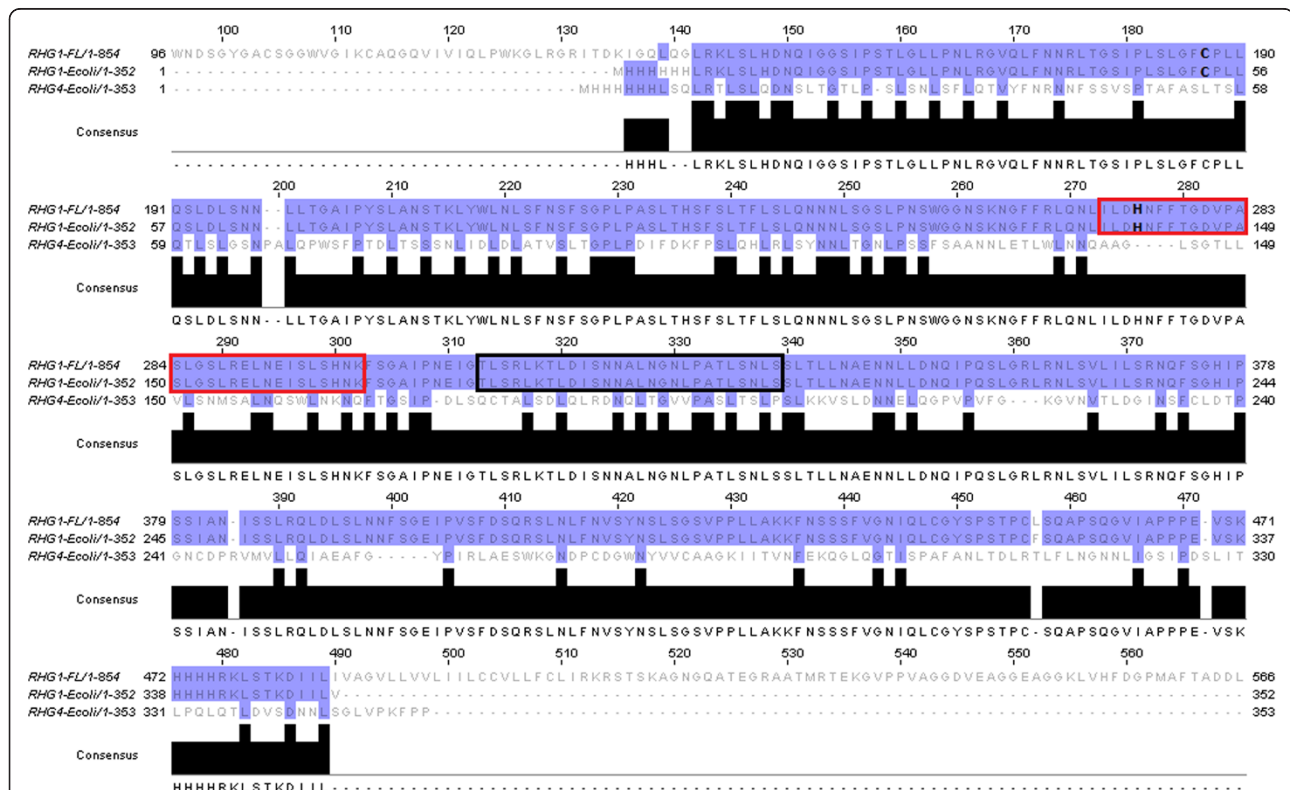 100 110 120 130 140 150 160 170 180
RHG1-FL/1-854 96 WNDSGYGACSGGWVGIKCAQGQVIVIQLPWKGLRGRITDKIGQLQGLRKLSLHDNQIGGSIPSTLGLLPNLRGVQLFNNRLTGSIPLSLGFCPLL 190
RHG1-Ecoli/1-352 1 ---------------------------------------MHHHHHHLRKLSLHDNQIGGSIPSTLGLLPNLRGVQLFNNRLTGSIPLSLGFCPLL 56
RHG4-Ecoli/1-353 1 ------------------------------------MHHHHHHLSQLRTLSLQDNSLTGTLP-SLSNLSFLQTVYFNRNNFSSVSPTAFASLTSL 58
Consensus
----------------------------------------HHHL--LRKLSLHDNQIGGSIPSTLGLLPNLRGVQLFNNRLTGSIPLSLGFCPLL
200 210 220 230 240 250 260 270 280
RHG1-FL/1-854 191 QSLDLSNN--LLTGAIPYSLANSTKLYWLNLSFNSFSGPLPASLTHSFSLTFLSLQNNNLSGSLPNSWGGNSKNGFFRLQNLILDHNFFTGDVPA 283
RHG1-Ecoli/1-352 57 QSLDLSNN--LLTGAIPYSLANSTKLYWLNLSFNSFSGPLPASLTHSFSLTFLSLQNNNLSGSLPNSWGGNSKNGFFRLQNLILDHNFFTGDVPA 149
RHG4-Ecoli/1-353 59 QTLSLGSNPALQPWSFPTDLTSSSNLIDLDLATVSLTGPLPDIFDKFPSLQHLRLSYNNLTGNLPSSFSAANNLETLWLNNQAAG----LSGTLL 149
Consensus
QSLDLSNN--LLTGAIPYSLANSTKLYWLNLSFNSFSGPLPASLTHSFSLTFLSLQNNNLSGSLPNSWGGNSKNGFFRLQNLILDHNFFTGDVPA
290 300 310 320 330 340 350 360 370
RHG1-FL/1-854 284 SLGSLRELNEISLSHNKFSGAIPNEIGTLSRLKTLDISNNALNGNLPATLSNLSSLTLLNAENNLLDNQIPQSLGRLRNLSVLILSRNQFSGHIP 378
RHG1-Ecoli/1-352 150 SLGSLRELNEISLSHNKFSGAIPNEIGTLSRLKTLDISNNALNGNLPATLSNLSSLTLLNAENNLLDNQIPQSLGRLRNLSVLILSRNQFSGHIP 244
RHG4-Ecoli/1-353 150 VLSNMSALNQSWLNKNQFTGSIP-DLSQCTALSDLQLRDNQLTGVVPASLTSLPSLKKVSLDNNELQGPVPVFG--KGVNVTLDGINSFCLDTP 240
Consensus
SLGSLRELNEISLSHNKFSGAIPNEIGTLSRLKTLDISNNALNGNLPATLSNLSSLTLLNAENNLLDNQIPQSLGRLRNLSVLILSRNQFSGHIP
390 400 410 420 430 440 450 460 470
RHG1-FL/1-854 379 SSIAN-ISSLRQLDLSLNNFSGEIPVSFDSQRSLNLFNVSYNSLSGSVPPLLAKKFNSSSFVGNIQLCGYSPSTPCLSQAPSQGVIAPPPE-VSK 471
RHG1-Ecoli/1-352 245 SSIAN-ISSLRQLDLSLNNFSGEIPVSFDSQRSLNLFNVSYNSLSGSVPPLLAKKFNSSSFVGNIQLCGYSPSTPCFSQAPSQGVIAPPPE-VSK 337
RHG4-Ecoli/1-353 241 GNCDPRVMVLLQIAEAFG-----YPIRLAESWKGNDPCDGWNYVVCAAGKIITVNFEKQGLQGTISPAFANLTDLRTLFLNGNNLIGSIPDSLIT 330
Consensus
SSIAN-ISSLRQLDLSLNNFSGEIPVSFDSQRSLNLFNVSYNSLSGSVPPLLAKKFNSSSFVGNIQLCGYSPSTPC-SQAPSQGVIAPPPE-VSK
480 490 500 510 520 530 540 550 560
RHG1-FL/1-854 472 HHHHRKLSTKDIILIVAGVLLVVLIILCCVLLFCLIRKRSTSKAGNGQATEGRAATMRTEKGVPPVAGGDVEAGGEAGGKLVHFDGPMAFTADDL 566
RHG1-Ecoli/1-352 338 HHHHRKLSTKDIILV-------------------------------------------------------------------------------- 352
RHG4-Ecoli/1-353 331 LPQLQTLDVSDNNLSGLVPKFPP------------------------------------------------------------------------ 353
Consensus
HHHHRKLSTKDIIL---------------------------------------------------------------------------------